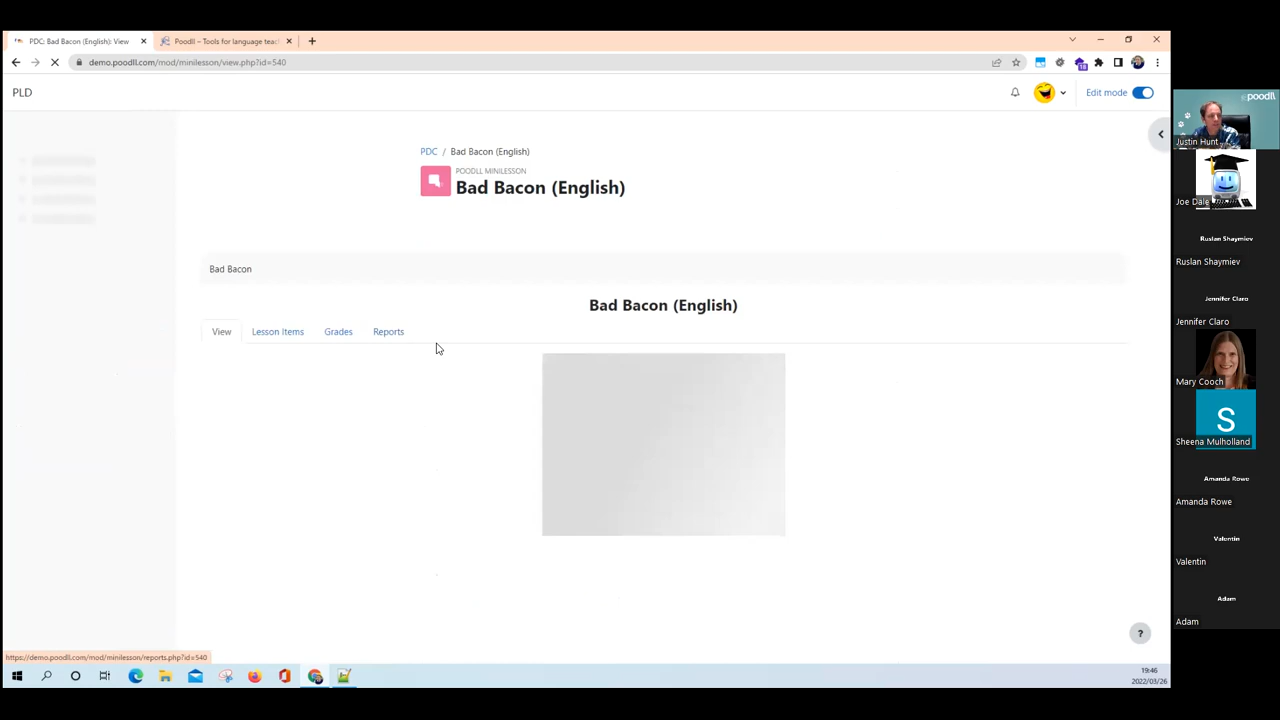 PDC: Bad Bacon (English): View
Poodll – Tools for language teac
demo.poodll.com/mod/minilesson/view.php?id=540
18
PLD
Edit mode
PDC / Bad Bacon (English)
POODLL MINILESSON
Bad Bacon (English)
Bad Bacon
Bad Bacon (English)
View
Lesson Items
Grades
Reports
?
https://demo.poodll.com/mod/minilesson/reports.php?id=540
19:46
2022/03/26
poodll
Justin Hunt
Joe Dale
Ruslan Shaymiev
Ruslan Shaymiev
Jennifer Claro
Jennifer Claro
Mary Cooch
S
Sheena Mulholland
Amanda Rowe
Amanda Rowe
Valentin
Valentin
Adam
Adam